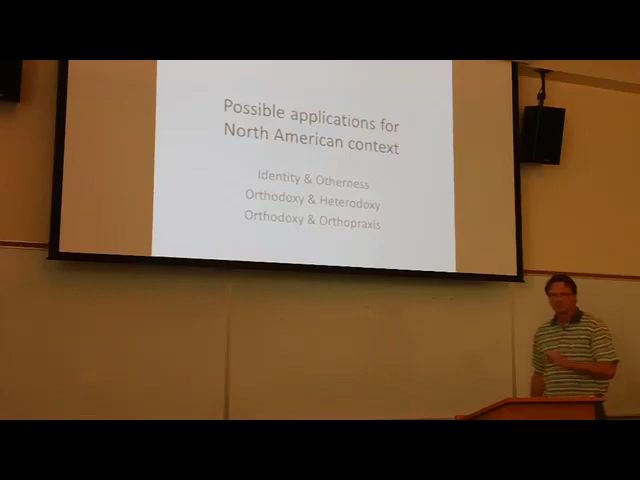 Possible applications for
North American context
Identity & Otherness
Orthodoxy & Heterodoxy
Orthodoxy & Orthopraxis